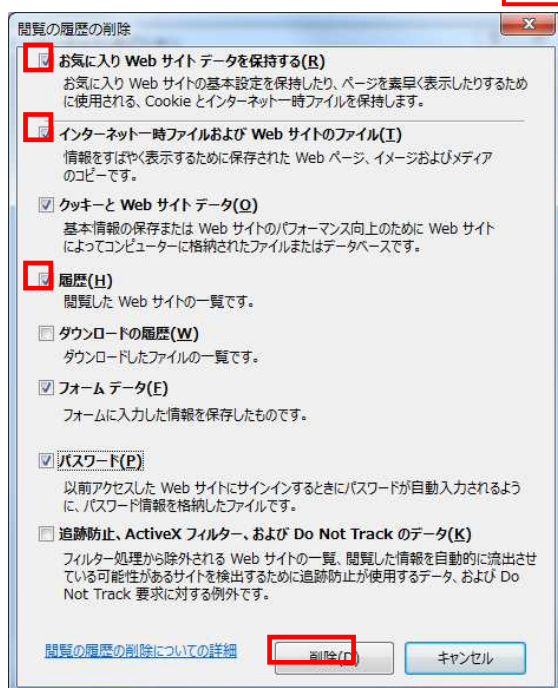 閲覧の履歴の削除
お気に入り Web サイト データを保持する(R)
お気に入り Web サイトの基本設定を保持したり、ページを素早く表示したりするため
に使用される、Cookie とインターネット一時ファイルを保持します。
インターネット一時ファイルおよび Web サイトのファイル(T)
情報をすばやく表示するために保存された Web ページ、イメージおよびメディア
のコピーです。
クッキーと Web サイト データ(O)
基本情報の保存または Web サイトのパフォーマンス向上のために Web サイト
によってコンピューターに格納されたファイルまたはデータベースです。
履歴(H)
閲覧した Web サイトの一覧です。
ダウンロードの履歴(W)
ダウンロードしたファイルの一覧です。
フォーム データ(F)
フォームに入力した情報を保存したものです。
パスワード(P)
以前アクセスした Web サイトにサインインするときにパスワードが自動入力されるよう
に、パスワード情報を格納したファイルです。
追跡防止、ActiveX フィルター、および Do Not Track のデータ(K)
フィルター処理から除外される Web サイトの一覧、閲覧した情報を自動的に流出させ
ている可能性があるサイトを検出するために追跡防止が使用するデータ、および Do
Not Track 要求に対する例外です。
閲覧の履歴の削除についての詳細
削除(D)
キャンセル